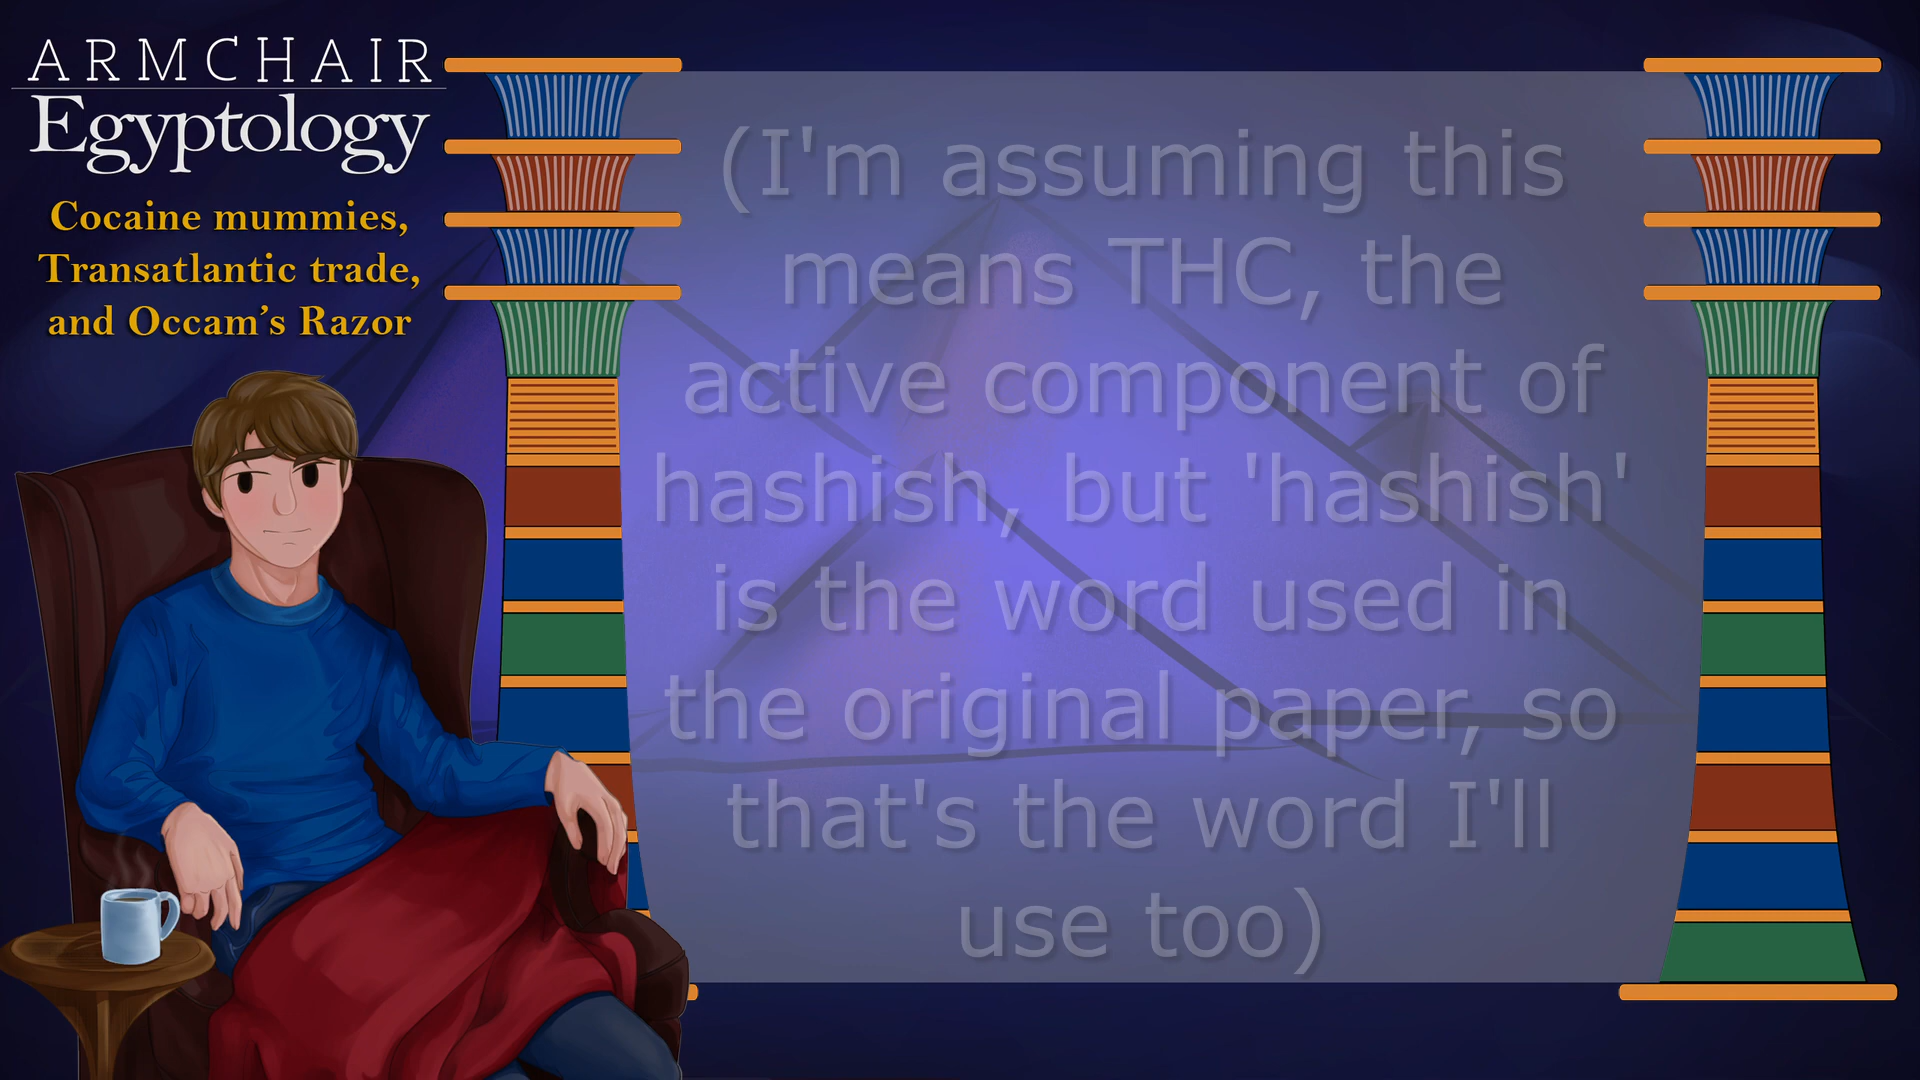 ARMCHAIR
Egyptology
Cocaine mummies,
Transatlantic trade,
and Occam's Razor
(I'm assuming this
means THC, the
active component of
hashish, but 'hashish'
is the word used in
the original paper, so
that's the word I'll
use too)